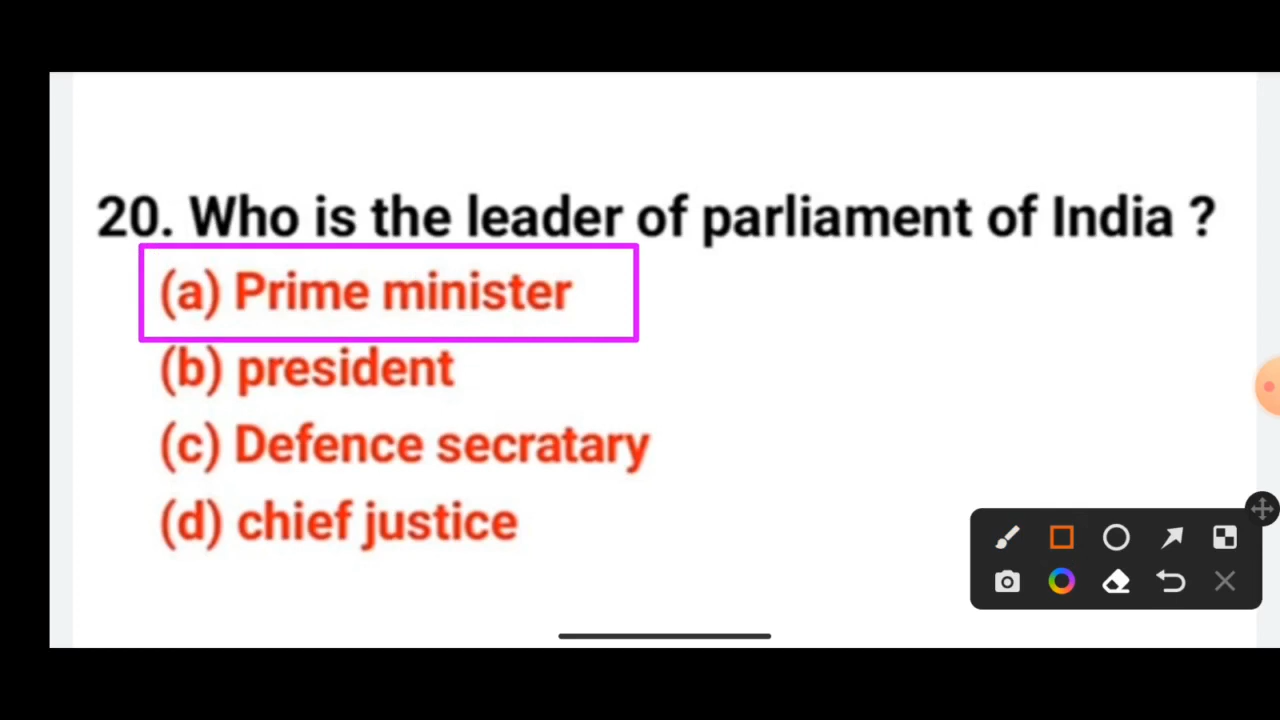 20. Who is the leader of parliament of India ?
(a) Prime minister
(b) president
(c) Defence secratary
(d) chief justice